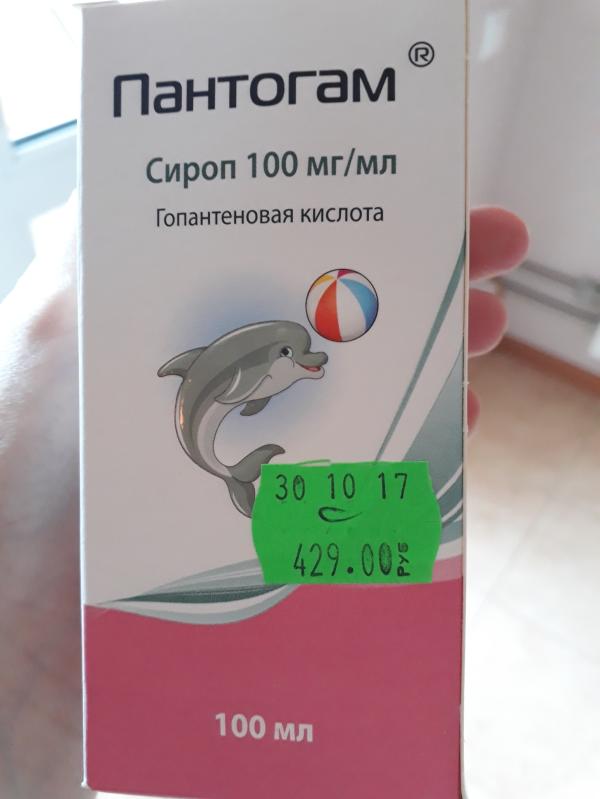 Пантогам ®
Сироп 100 мг/мл
Гопантеновая кислота
30 10 17
429.00 РУБ
100 мл